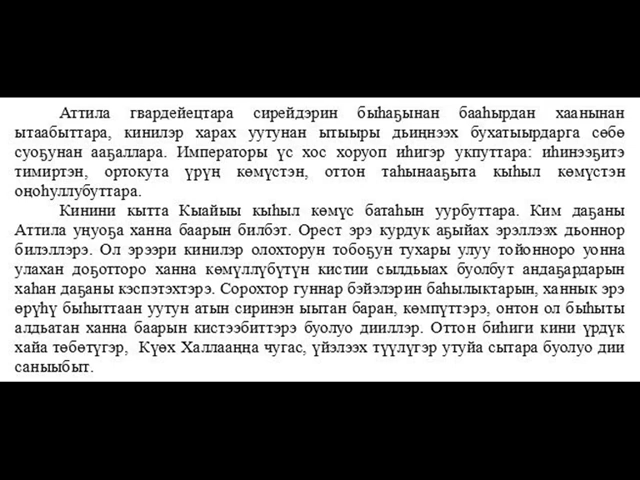 Аттила гвардейецтара сирейдэрин быһаҕынан бааһырдан хаанынан
ытаабыттара, кинилэр харах уутунан ытыыры дьиҥнээх бухатыырдарга сөбө
суоҕунан ааҕаллара. Императоры үс хос хоруоп иһигэр укпуттара: иһинээҕитэ
тимиртэн, ортокута үрүҥ көмүстэн, оттон таһынааҕыта кыһыл көмүстэн
оҥоһуллубуттара.
Кинини кытта Кыайыы кыһыл көмүс батаһын уурбуттара. Ким даҕаны
Аттила уҥуоҕа ханна баарын билбэт. Орест эрэ курдук аҕыйах эрэллээх дьоннор
билэллэрэ. Ол эрээри кинилэр олохторун тобоҕун тухары улуу тойонноро уонна
улахан доҕотторо ханна көмүллүбүтүн кистии сылдьыах буолбут андаҕардарын
хаһан даҕаны кэспэтэхтэрэ. Сорохтор гуннар бэйэлэрин баһылыктарын, ханнык эрэ
өрүһү быһыттаан уутун атын сиринэн ыытан баран, көмпүттэрэ, онтон ол быһыты
алдьатан ханна баарын кистээбиттэрэ буолуо дииллэр. Оттон биһиги кини үрдүк
хайа төбөтүгэр, Күөх Халлааҥҥа чугас, үйэлээх түүлүгэр утуйа сытара буолуо дии
саныыбыт.